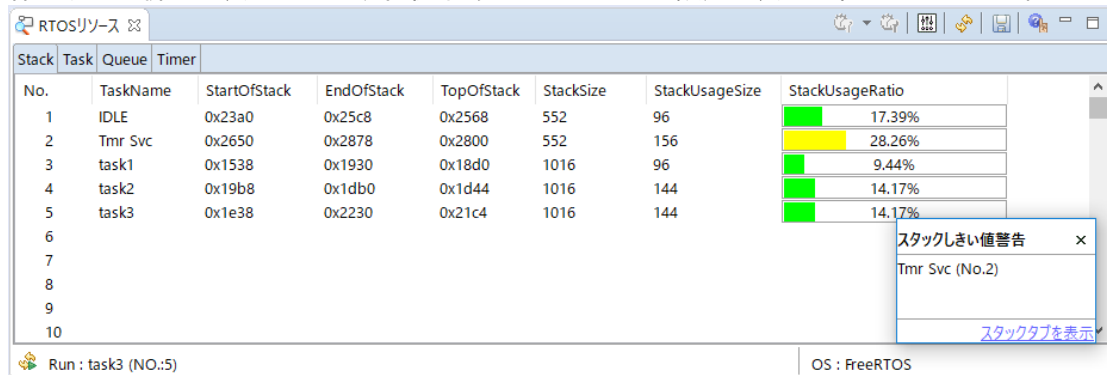 RTOSリソース
Stack Task Queue Timer
No. TaskName StartOfStack EndOfStack TopOfStack StackSize StackUsageSize StackUsageRatio
1 IDLE 0x23a0 0x25c8 0x2568 552 96 17.39%
2 Tmr Svc 0x2650 0x2878 0x2800 552 156 28.26%
3 task1 0x1538 0x1930 0x18d0 1016 96 9.44%
4 task2 0x19b8 0x1db0 0x1d44 1016 144 14.17%
5 task3 0x1e38 0x2230 0x21c4 1016 144 14.17%
6
7
8
9
10
スタックしきい値警告
Tmr Svc (No.2)
スタックタブを表示
Run : task3 (NO.:5) OS : FreeRTOS